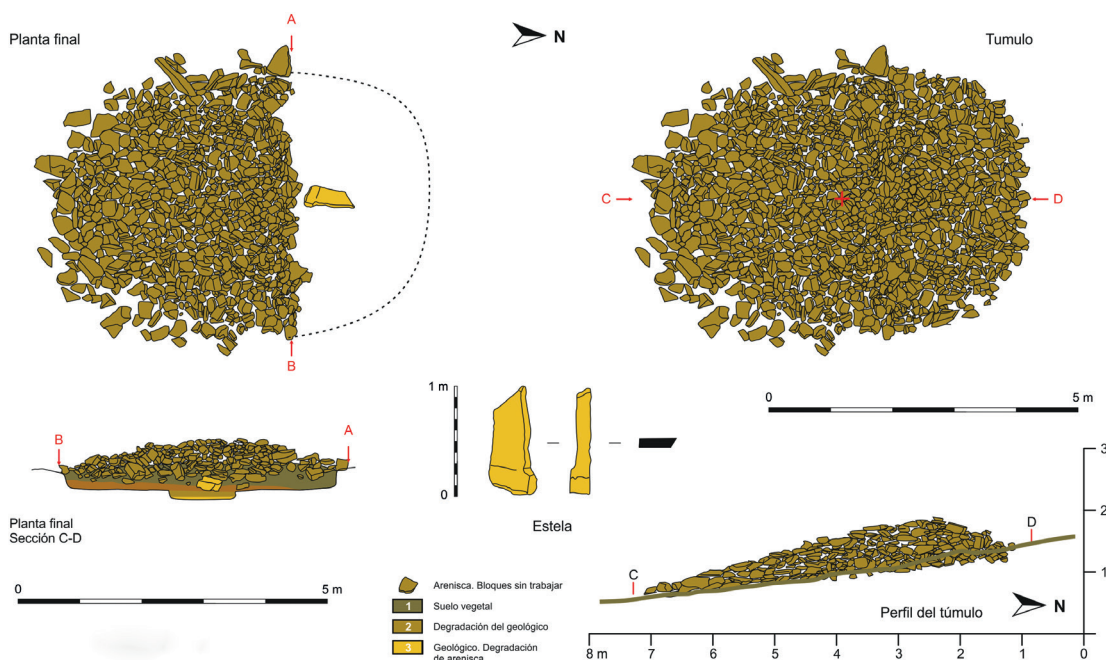 Planta final
A
N
Tumulo
C
D
B
B
A
Planta final
Sección C-D
0
5 m
1 m
0
Estela
Arenisca. Bloques sin trabajar
1 Suelo vegetal
2 Degradación del geológico
3 Geológico. Degradación
de arenisca
0
5 m
3
2
1
0
C
D
Perfil del túmulo
N
8 m
7
6
5
4
3
2
1
0